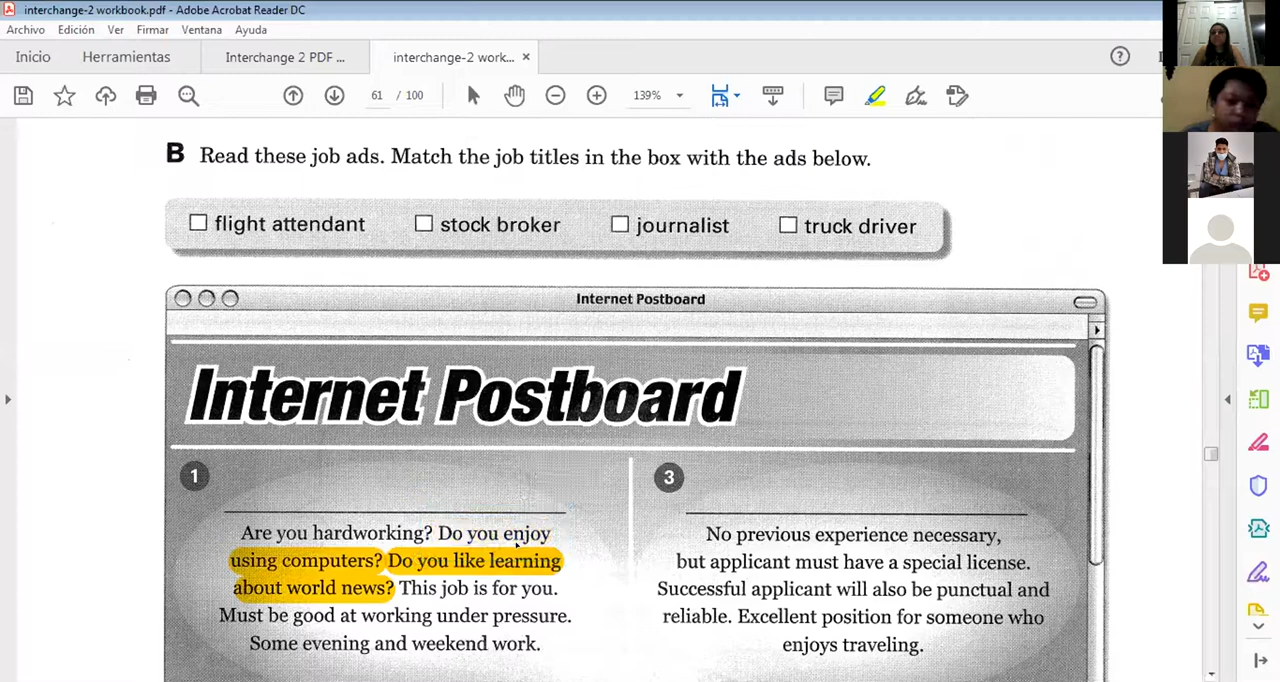 interchange-2 workbook.pdf - Adobe Acrobat Reader DC
Archivo Edición Ver Firmar Ventana Ayuda
Inicio Herramientas Interchange 2 PDF ... interchange-2 work... ×
61 / 100 139%
B Read these job ads. Match the job titles in the box with the ads below.
flight attendant stock broker journalist truck driver
Internet Postboard
Internet Postboard
1
Are you hardworking? Do you enjoy
using computers? Do you like learning
about world news? This job is for you.
Must be good at working under pressure.
Some evening and weekend work.
3
No previous experience necessary,
but applicant must have a special license.
Successful applicant will also be punctual and
reliable. Excellent position for someone who
enjoys traveling.